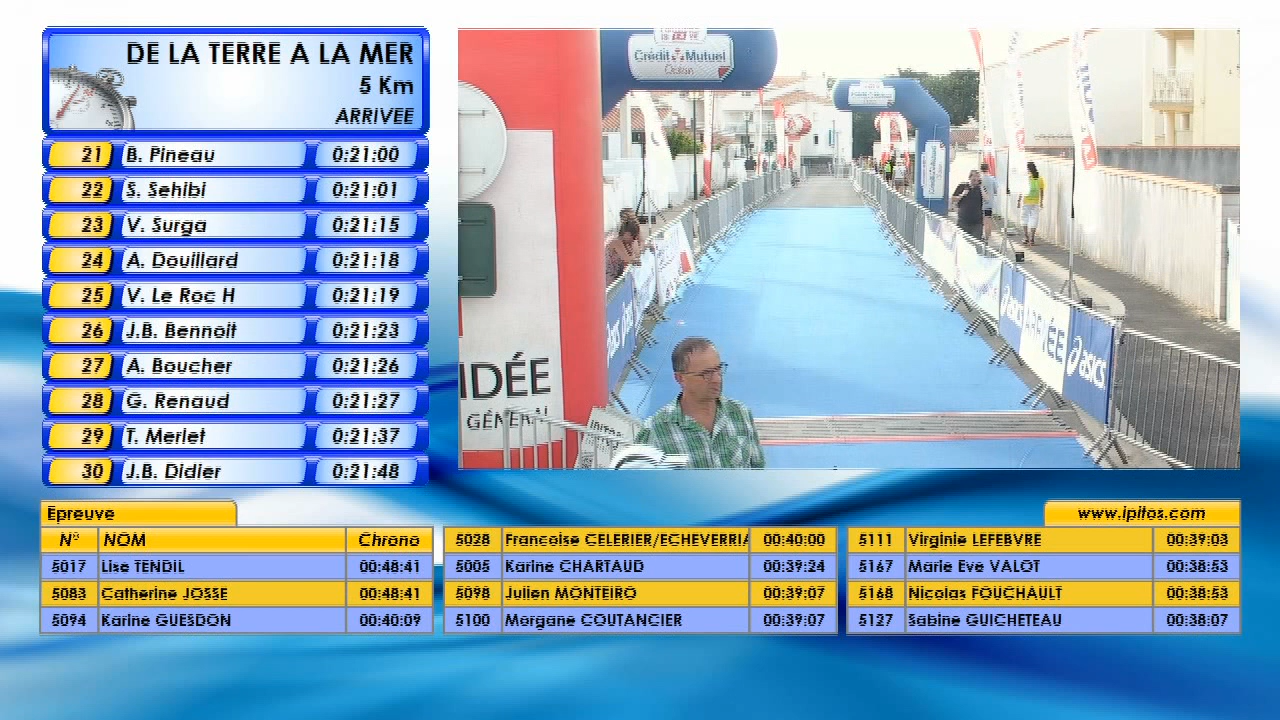 DE LA TERRE A LA MER
5 Km
ARRIVEE
21 B. Pineau 0:21:00
22 S. Sehibi 0:21:01
23 V. Surga 0:21:15
24 A. Douillard 0:21:18
25 V. Le Roc H 0:21:19
26 J.B. Bennoit 0:21:23
27 A. Boucher 0:21:26
28 G. Renaud 0:21:27
29 T. Merlet 0:21:37
30 J.B. Didier 0:21:48
Crédit Mutuel
Océan
IDÉE
GÉNÉRAL
asics
ARRIVÉE
asics
Epreuve
www.ipitos.com
N° NOM Chrono
5017 Lise TENDIL 00:48:41
5083 Catherine JOSSE 00:48:41
5094 Karine GUESDON 00:40:09
5028 Francoise CELERIER/ECHEVERRIA 00:40:00
5005 Karine CHARTAUD 00:39:24
5098 Julien MONTEIRO 00:39:07
5100 Morgane COUTANCIER 00:39:07
5111 Virginie LEFEBVRE 00:39:03
5167 Marie Eve VALOT 00:38:53
5168 Nicolas FOUCHAULT 00:38:53
5127 Sabine GUICHETEAU 00:38:07